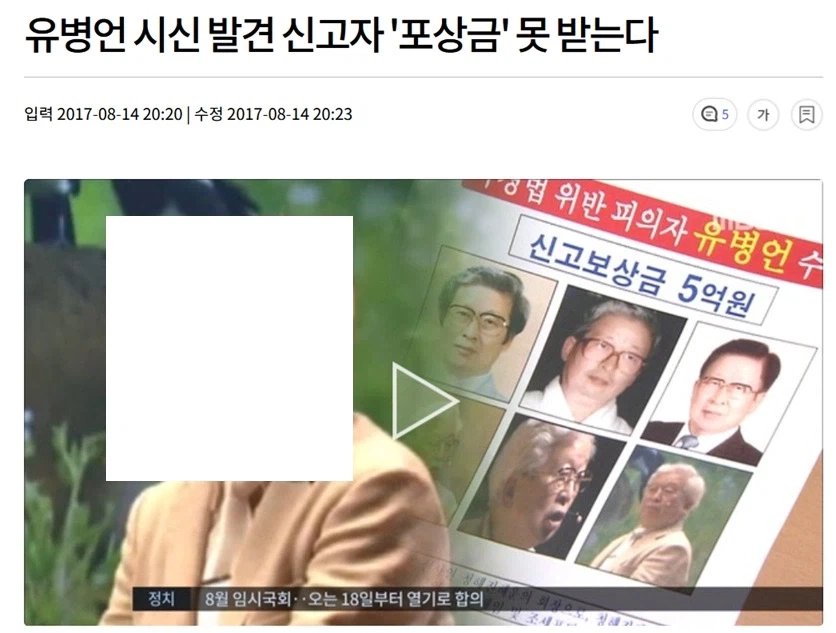 유병언 시신 발견 신고자 '포상금' 못 받는다
입력 2017-08-14 20:20 | 수정 2017-08-14 20:23
5
가
위반 피의자 유병언 수
신고보상금 5억원
정치 8월 임시국회··오는 18일부터 열기로 합의